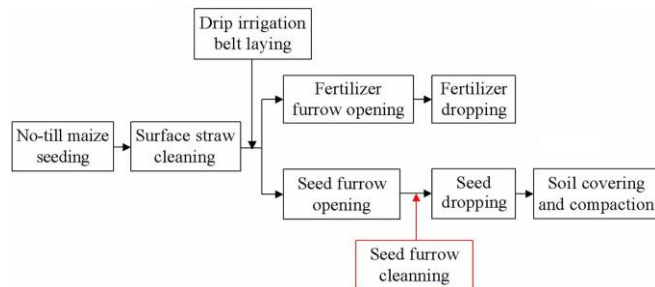 Drip irrigation
belt laying
Fertilizer
furrow opening
Fertilizer
dropping
No-till maize
seeding
Surface straw
cleaning
Seed furrow
opening
Seed
dropping
Soil covering
and compaction
Seed furrow
cleanning